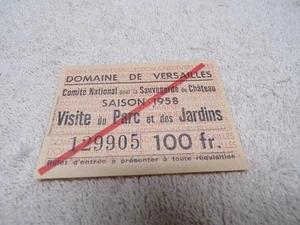 DOMAINE DE VERSAILLES
Comité National pour la Sauvegarde du Château
SAISON 1958
Visite du Parc et des Jardins
129905 100 fr.
Billet d'entrée à présenter à toute réquisition